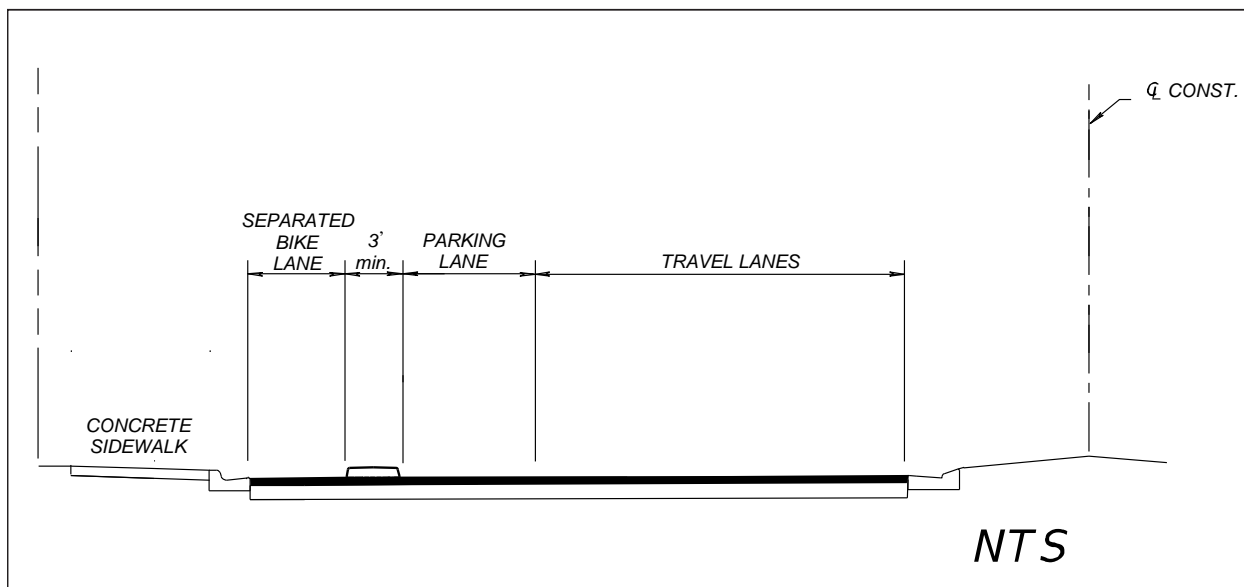 ℄ CONST.
SEPARATED
BIKE
LANE
3'
min.
PARKING
LANE
TRAVEL LANES
CONCRETE
SIDEWALK
NTS